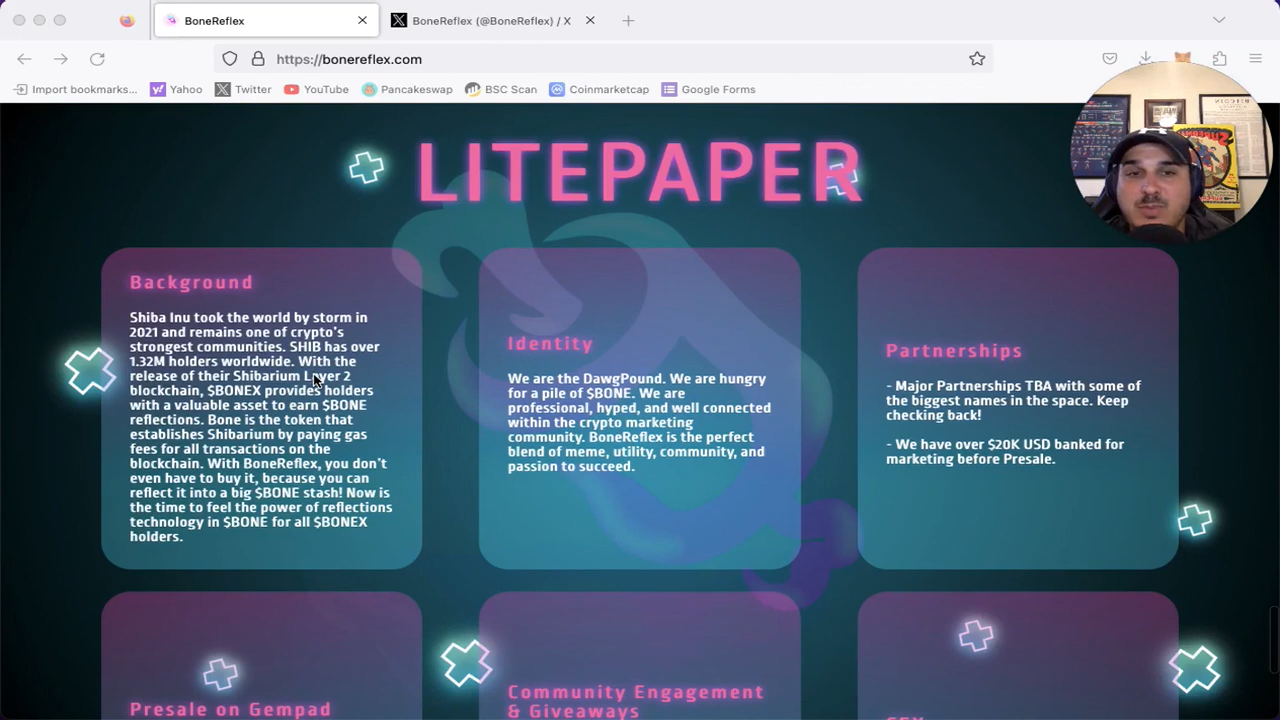 BoneReflex
BoneReflex (@BoneReflex) / X
https://bonereflex.com
Import bookmarks...
Yahoo
Twitter
YouTube
Pancakeswap
BSC Scan
Coinmarketcap
Google Forms
LITEPAPER
Background
Shiba Inu took the world by storm in
2021 and remains one of crypto's
strongest communities. SHIB has over
1.32M holders worldwide. With the
release of their Shibarium Layer 2
blockchain, $BONEX provides holders
with a valuable asset to earn $BONE
reflections. Bone is the token that
establishes Shibarium by paying gas
fees for all transactions on the
blockchain. With BoneReflex, you don't
even have to buy it, because you can
reflect it into a big $BONE stash! Now is
the time to feel the power of reflections
technology in $BONE for all $BONEX
holders.
Identity
We are the DawgPound. We are hungry
for a pile of $BONE. We are
professional, hyped, and well connected
within the crypto marketing
community. BoneReflex is the perfect
blend of meme, utility, community, and
passion to succeed.
Partnerships
- Major Partnerships TBA with some of
the biggest names in the space. Keep
checking back!
- We have over $20K USD banked for
marketing before Presale.
Presale on Gempad
Community Engagement
& Giveaways